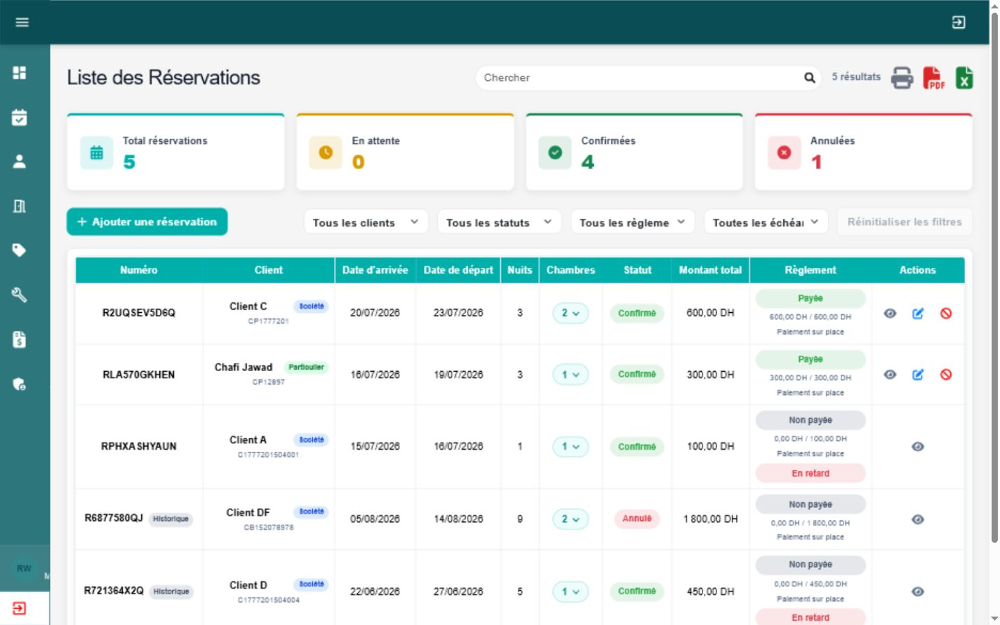 Liste des Réservations
Chercher
5 résultats
PDF
X
Total réservations
5
En attente
0
Confirmées
4
Annulées
1
+ Ajouter une réservation
Tous les clients
Tous les statuts
Tous les règleme
Toutes les échéa
Réinitialiser les filtres
Numéro Client Date d'arrivée Date de départ Nuits Chambres Statut Montant total Règlement Actions
R2UQSEV5D6Q Client C Société CP1777201 20/07/2026 23/07/2026 3 2 Confirmé 600,00 DH Payée
600,00 DH / 600,00 DH
Paiement sur place
RLA570GKHEN Chafi Jawad Particulier CP12897 16/07/2026 19/07/2026 3 1 Confirmé 300,00 DH Payée
300,00 DH / 300,00 DH
Paiement sur place
RPHXASHYAUN Client A Société C1777201504001 15/07/2026 16/07/2026 1 1 Confirmé 100,00 DH Non payée
0,00 DH / 100,00 DH
Paiement sur place
En retard
R6877580QJ Historique Client DF Société CB152078978 05/08/2026 14/08/2026 9 2 Annulé 1 800,00 DH Non payée
0,00 DH / 1 800,00 DH
Paiement sur place
R721364X2Q Historique Client D Société C1777201504004 22/06/2026 27/06/2026 5 1 Confirmé 450,00 DH Non payée
0,00 DH / 450,00 DH
Paiement sur place
En retard
RW
M